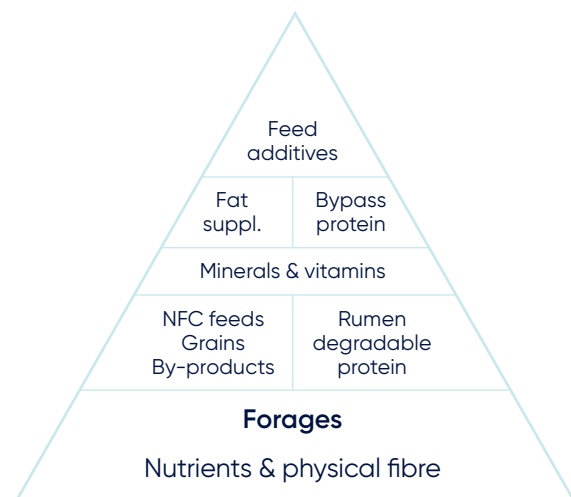 Feed
additives
Fat
suppl.
Bypass
protein
Minerals & vitamins
NFC feeds
Grains
By-products
Rumen
degradable
protein
Forages
Nutrients & physical fibre